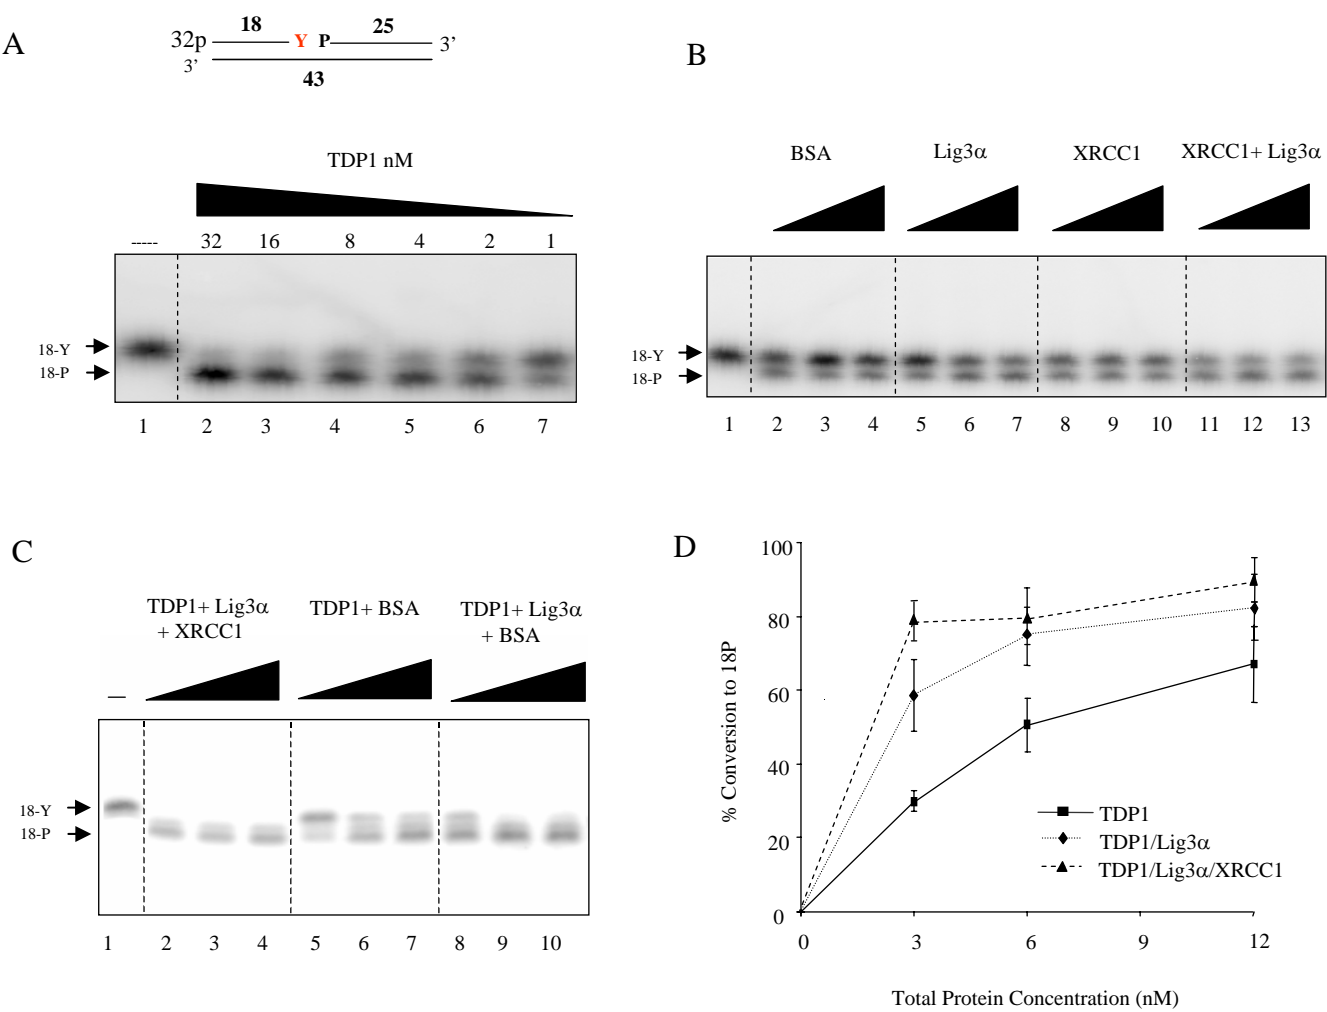 A
18 25
32p Y P 3’
3’
43
TDP1 nM
----- 32 16 8 4 2 1
18-Y
18-P
1 2 3 4 5 6 7
B
BSA Lig3α XRCC1 XRCC1+ Lig3α
18-Y
18-P
1 2 3 4 5 6 7 8 9 10 11 12 13
C
TDP1+ Lig3α TDP1+ BSA TDP1+ Lig3α
+ XRCC1 + BSA
—
18-Y
18-P
1 2 3 4 5 6 7 8 9 10
D
% Conversion to 18P
100
80
60
40
20
0
TDP1
TDP1/Lig3α
TDP1/Lig3α/XRCC1
0 3 6 9 12
Total Protein Concentration (nM)